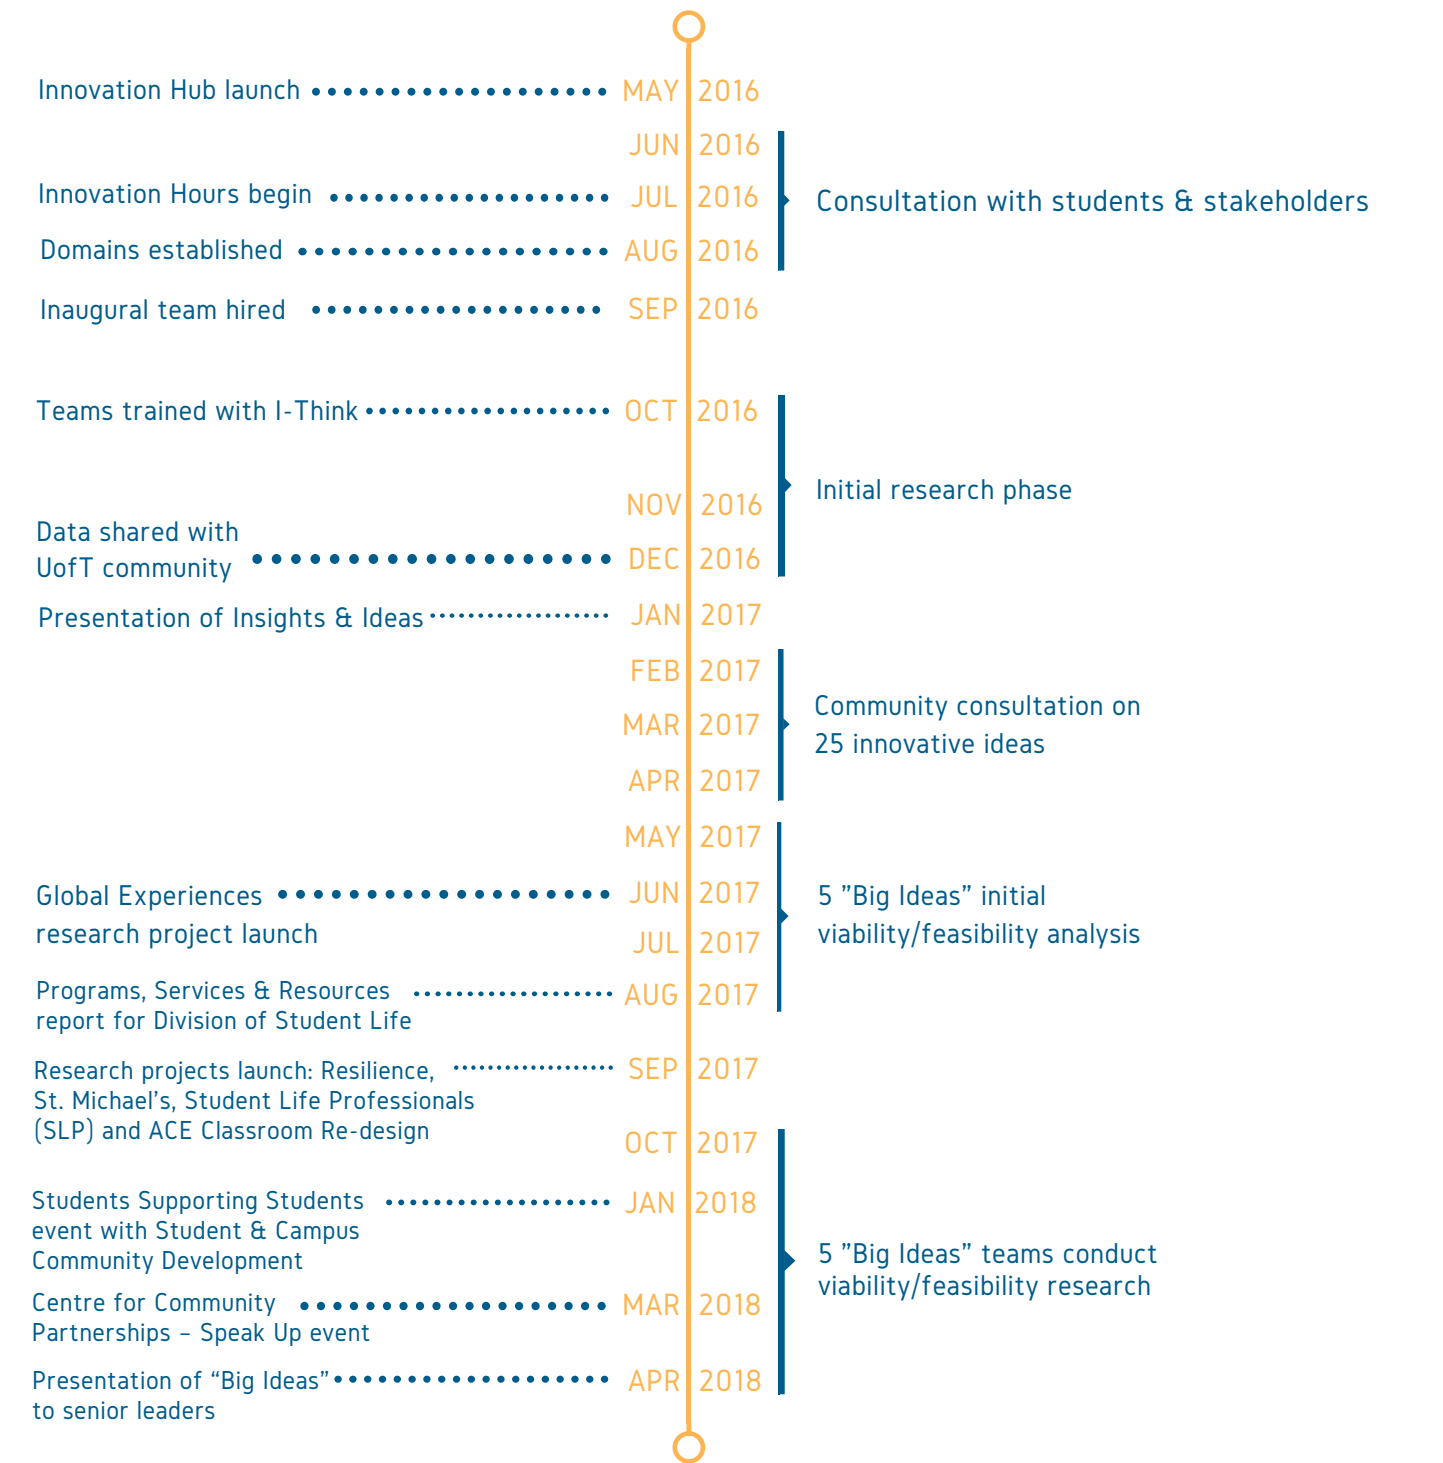 Innovation Hub launch MAY 2016
JUN 2016
Innovation Hours begin JUL 2016 Consultation with students & stakeholders
Domains established AUG 2016
Inaugural team hired SEP 2016
Teams trained with I-Think OCT 2016
Initial research phase
NOV 2016
Data shared with
UofT community DEC 2016
Presentation of Insights & Ideas JAN 2017
FEB 2017
Community consultation on
MAR 2017
25 innovative ideas
APR 2017
MAY 2017
Global Experiences JUN 2017 5 ”Big Ideas” initial
research project launch JUL 2017 viability/feasibility analysis
Programs, Services & Resources AUG 2017
report for Division of Student Life
Research projects launch: Resilience, SEP 2017
St. Michael’s, Student Life Professionals
(SLP) and ACE Classroom Re-design
OCT 2017
Students Supporting Students JAN 2018
event with Student & Campus
Community Development
5 ”Big Ideas” teams conduct
viability/feasibility research
Centre for Community MAR 2018
Partnerships – Speak Up event
Presentation of “Big Ideas” APR 2018
to senior leaders